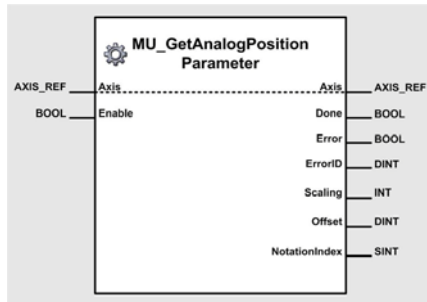 MU_GetAnalogPosition
Parameter
AXIS_REF Axis Axis AXIS_REF
BOOL Enable Done BOOL
Error BOOL
ErrorID DINT
Scaling INT
Offset DINT
NotationIndex SINT